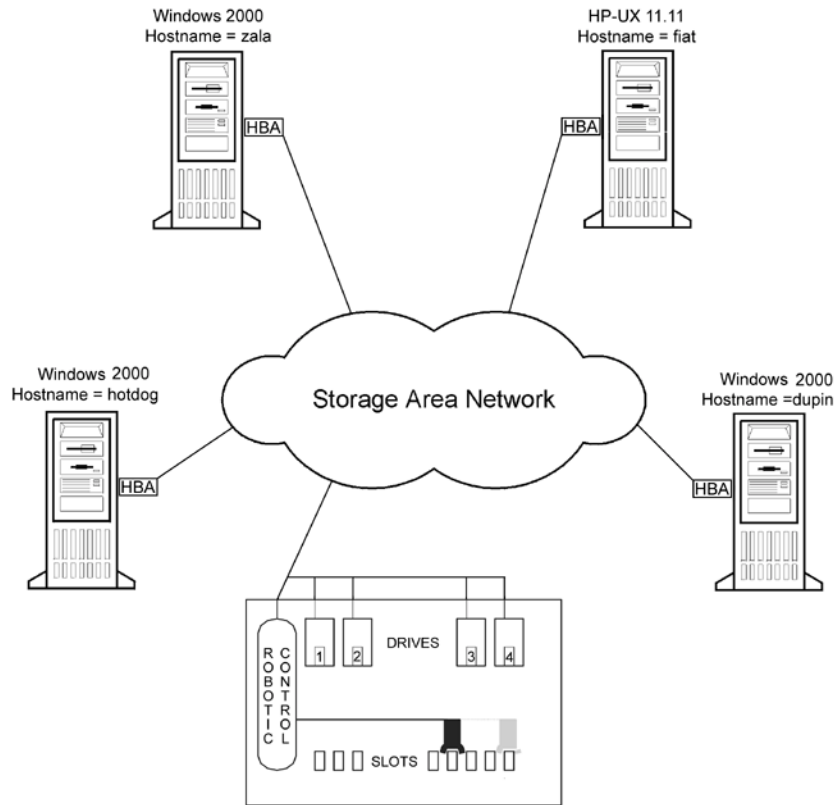 Windows 2000
Hostname = zala
HP-UX 11.11
Hostname = fiat
HBA
HBA
Storage Area Network
Windows 2000
Hostname = hotdog
Windows 2000
Hostname =dupin
HBA
HBA
ROBOTIC
CONTROL
1
2
DRIVES
3
4
SLOTS